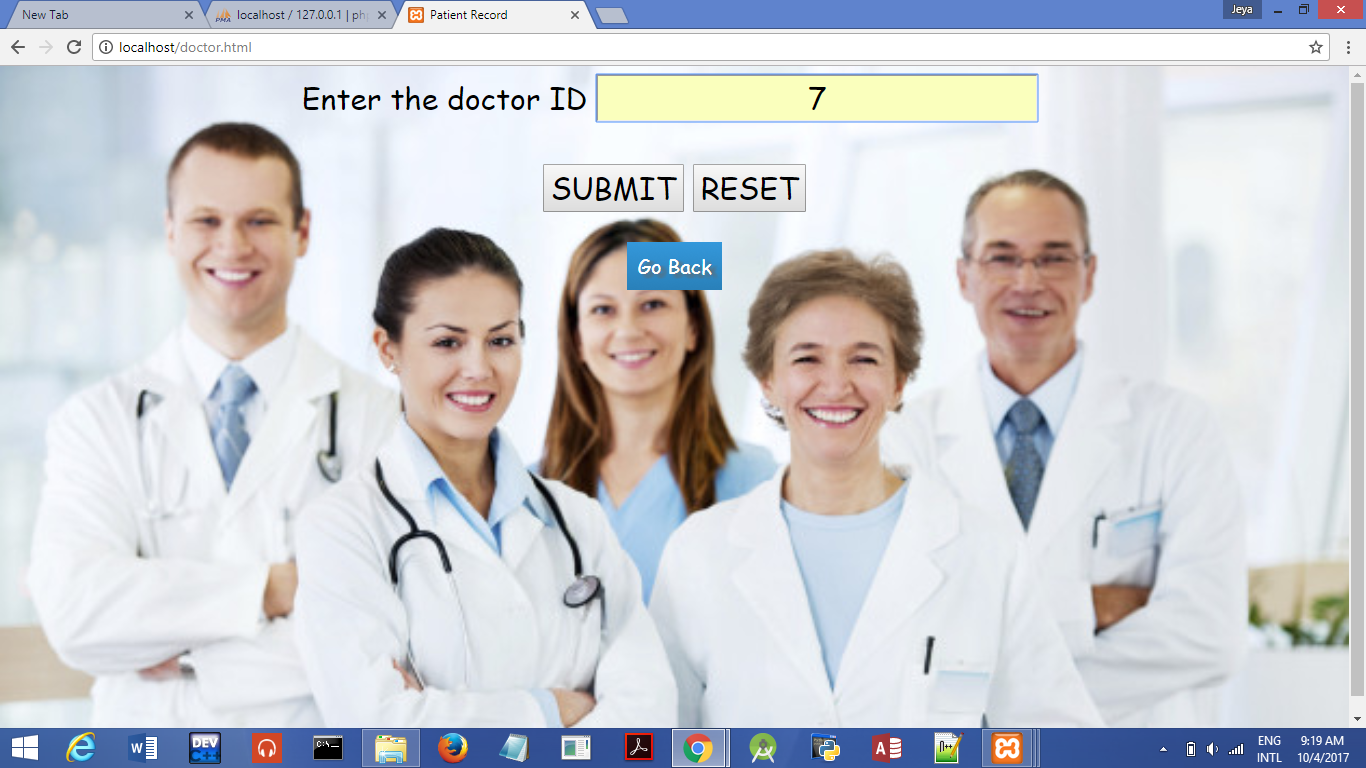 New Tab
localhost / 127.0.0.1 | ph
Patient Record
Jeya
localhost/doctor.html
Enter the doctor ID 7
SUBMIT RESET
Go Back
ENG 9:19 AM
INTL 10/4/2017